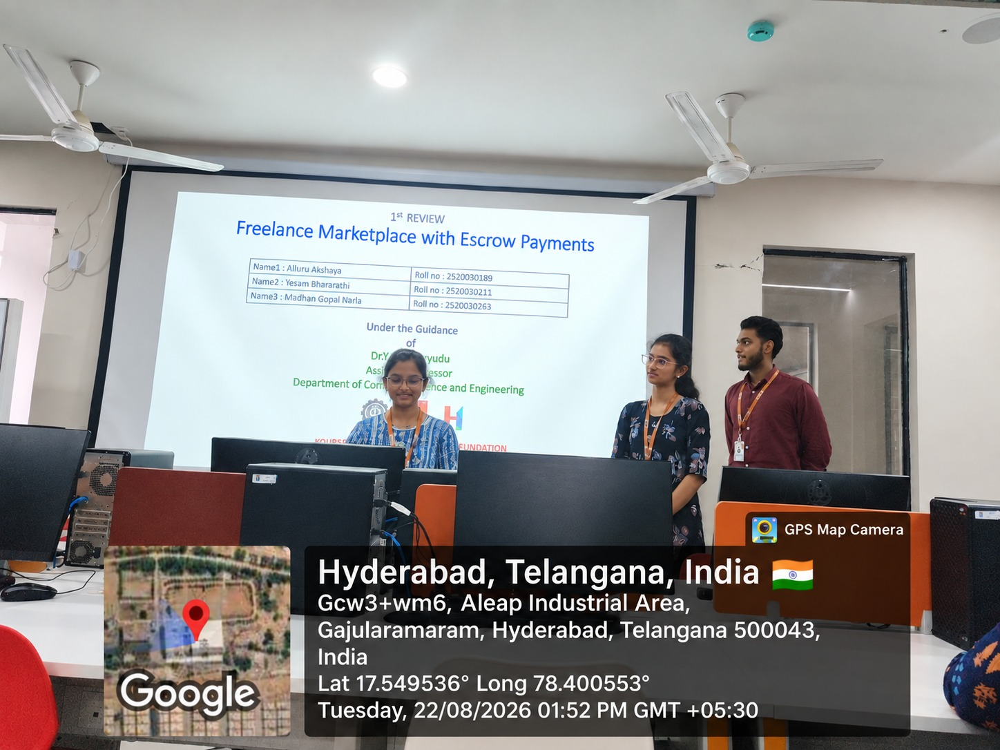 1st REVIEW
Freelance Marketplace with Escrow Payments
Name1 : Alluru Akshaya Roll no : 2520030189
Name2 : Yesam Bhararathi Roll no : 2520030211
Name3 : Madhan Gopal Narla Roll no : 2520030263
Under the Guidance
of
Department of and Engineering
GPS Map Camera
Hyderabad, Telangana, India
Gcw3+wm6, Aleap Industrial Area,
Gajularamaram, Hyderabad, Telangana 500043,
India
Lat 17.549536° Long 78.400553°
Tuesday, 22/08/2026 01:52 PM GMT +05:30
Google